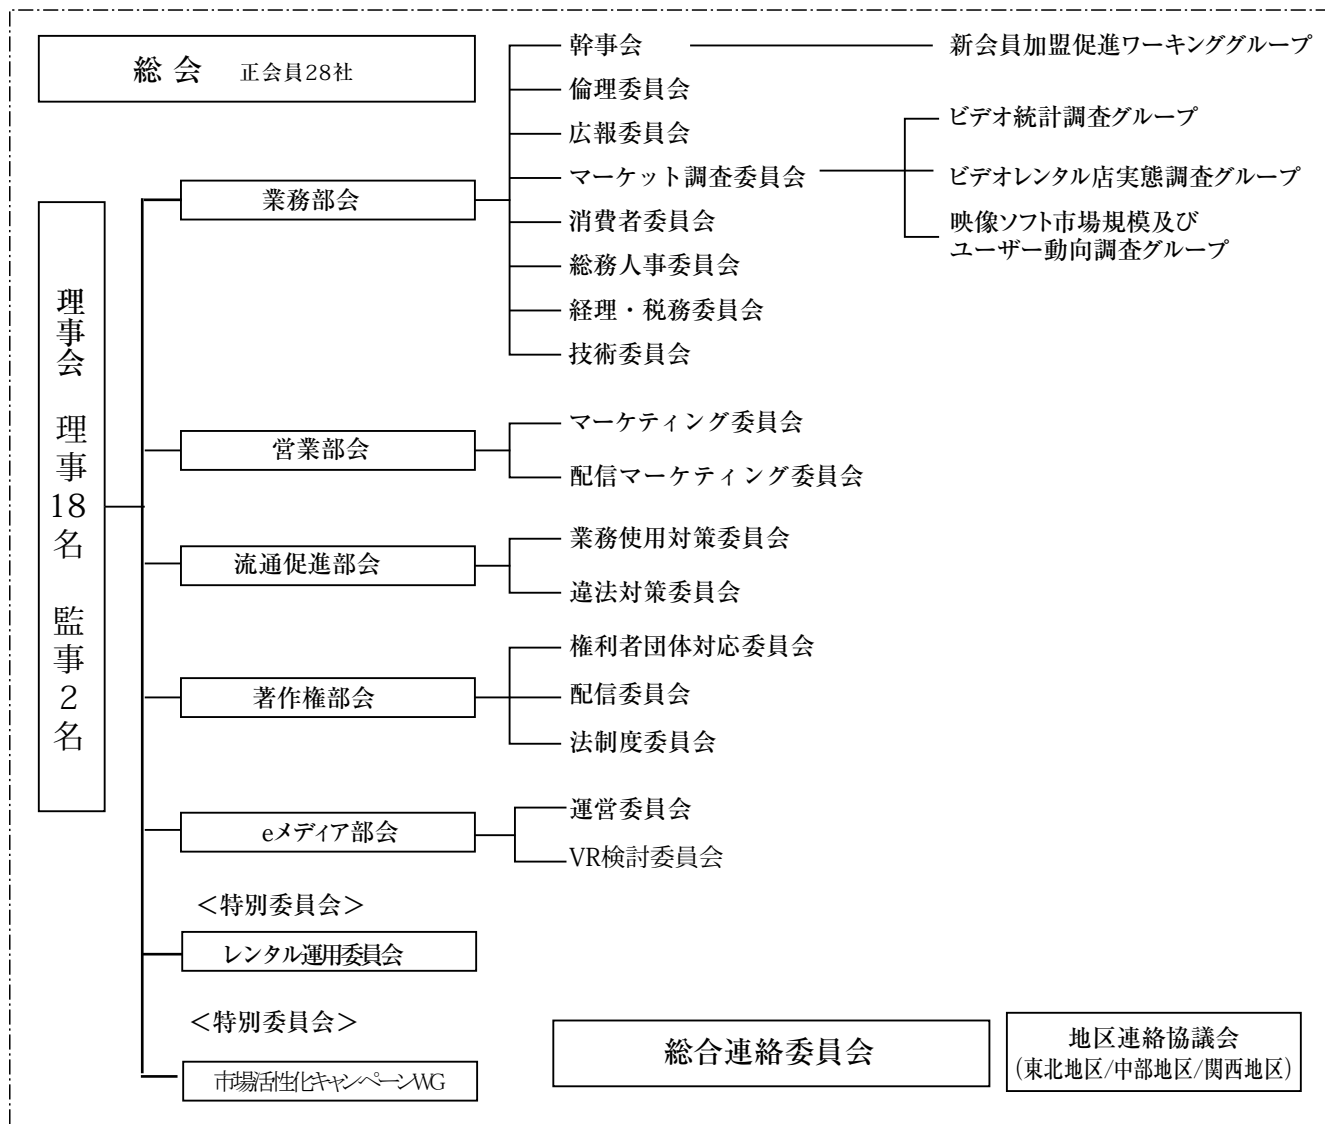 総会 正会員28社
理事会 理事18名 監事2名
業務部会
幹事会
新会員加盟促進ワーキンググループ
倫理委員会
広報委員会
マーケット調査委員会
ビデオ統計調査グループ
ビデオレンタル店実態調査グループ
映像ソフト市場規模及び
ユーザー動向調査グループ
消費者委員会
総務人事委員会
経理・税務委員会
技術委員会
営業部会
マーケティング委員会
配信マーケティング委員会
流通促進部会
業務使用対策委員会
違法対策委員会
著作権部会
権利者団体対応委員会
配信委員会
法制度委員会
eメディア部会
運営委員会
VR検討委員会
＜特別委員会＞
レンタル運用委員会
＜特別委員会＞
市場活性化キャンペーンWG
総合連絡委員会
地区連絡協議会
(東北地区/中部地区/関西地区)